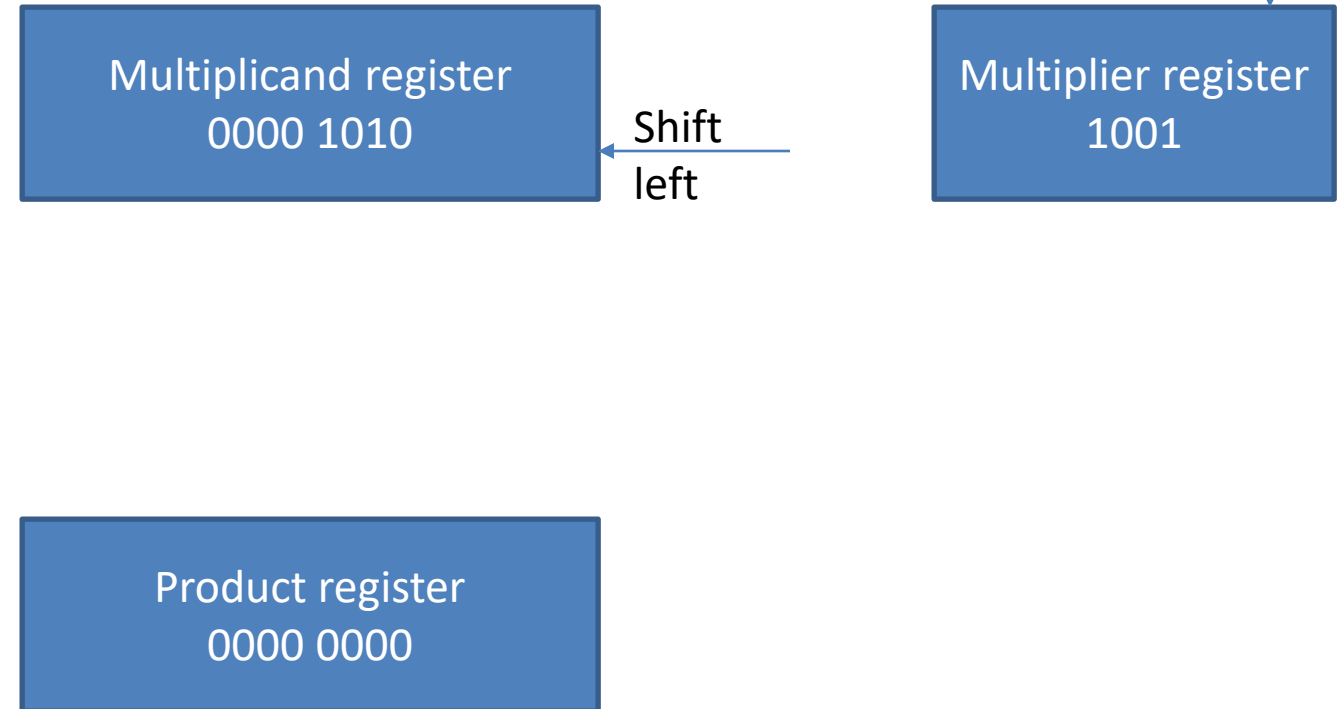 Multiplicand register
0000 1010
Shift
left
Multiplier register
1001
Product register
0000 0000